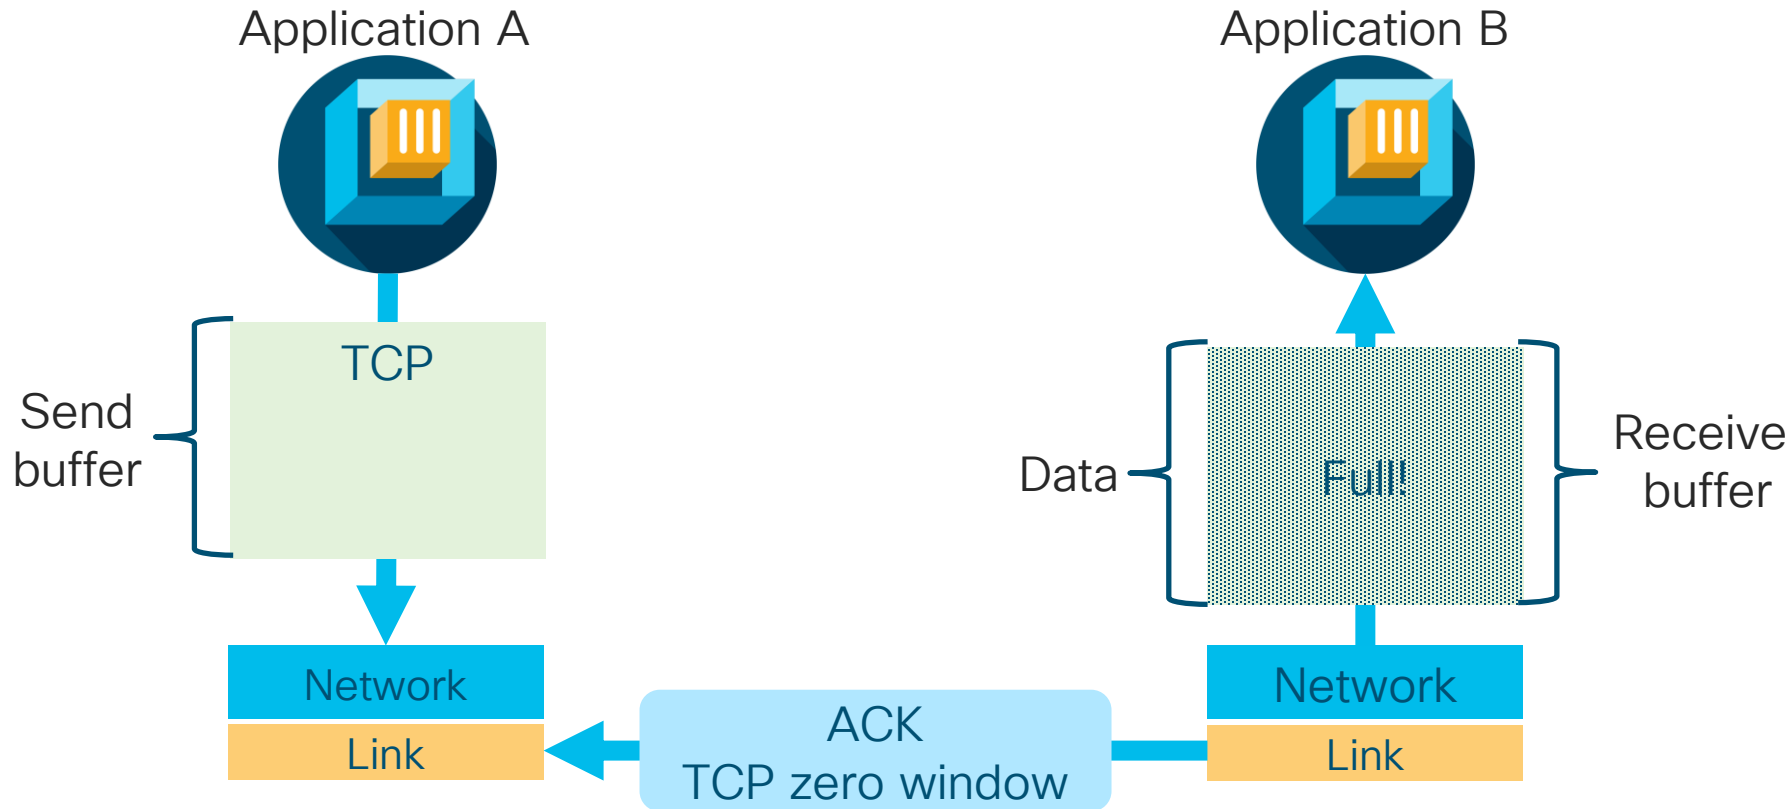 Application A
Application B
TCP
Send
buffer
Data
Full!
Receive
buffer
Network
Link
ACK
TCP zero window
Network
Link